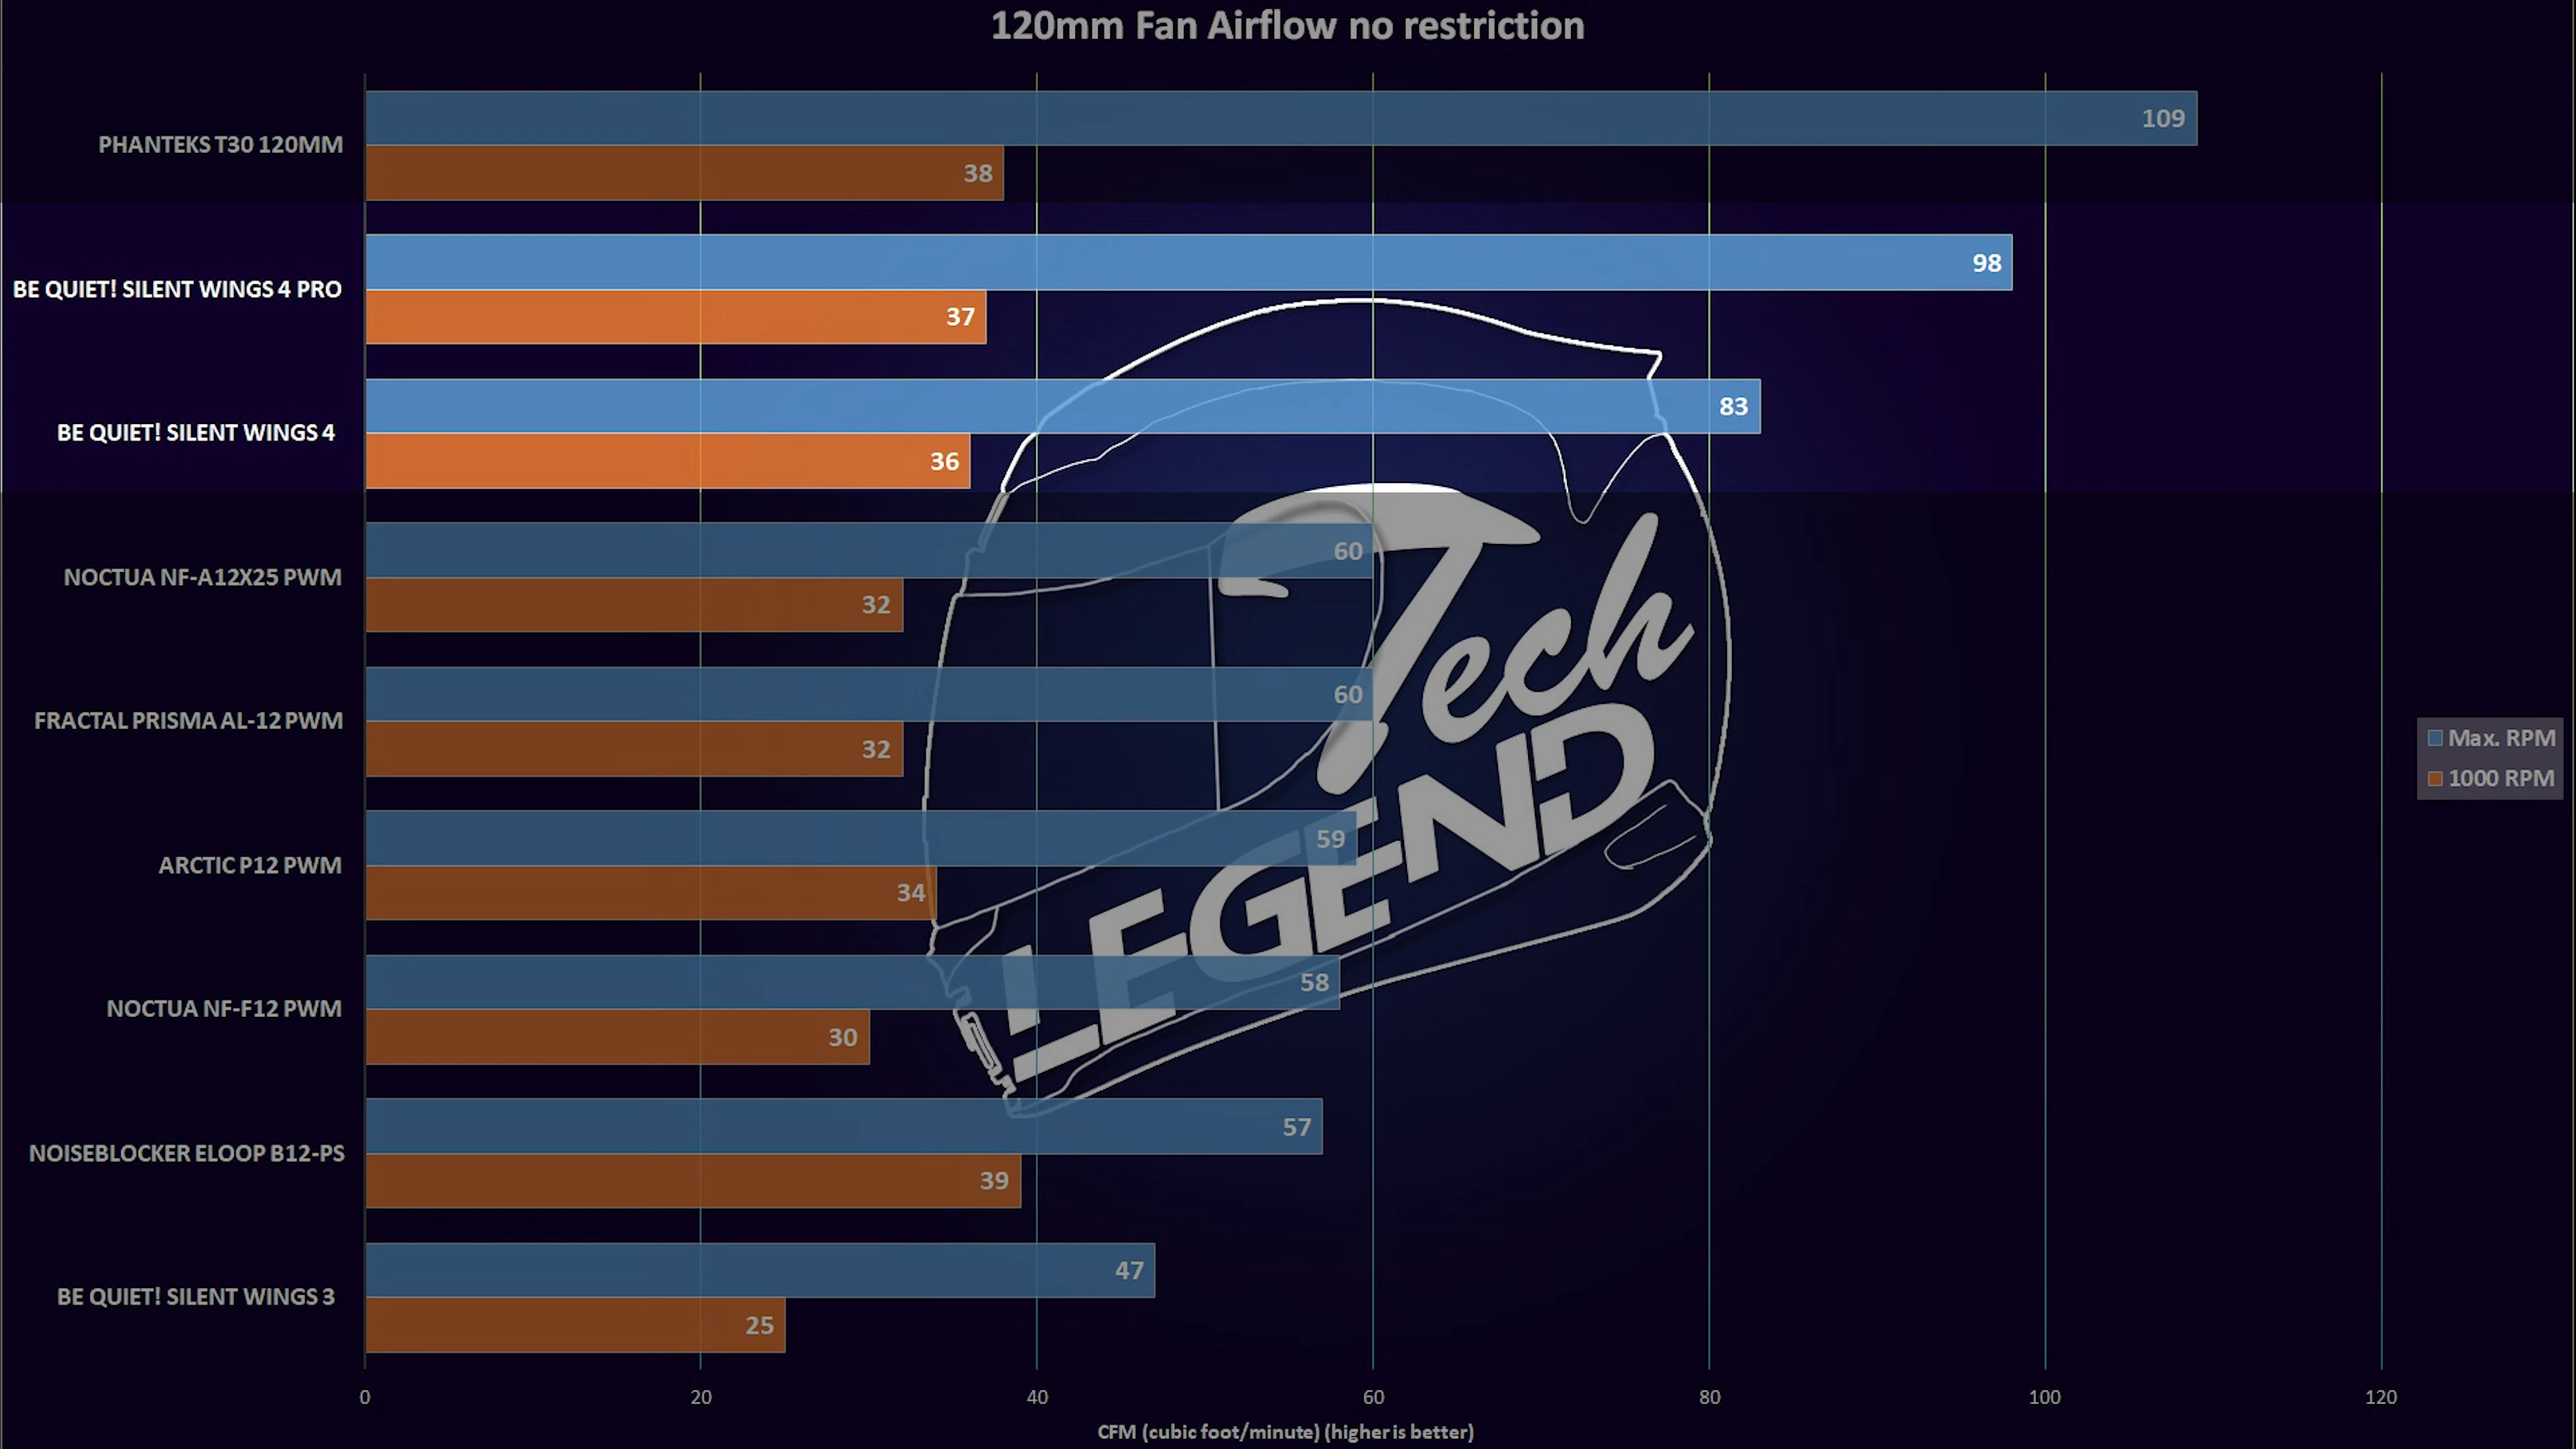 120mm Fan Airflow no restriction
PHANTEKS T30 120MM
109
38
BE QUIET! SILENT WINGS 4 PRO
98
37
BE QUIET! SILENT WINGS 4
83
36
NOCTUA NF-A12X25 PWM
60
32
FRACTAL PRISMA AL-12 PWM
60
32
ARCTIC P12 PWM
59
34
NOCTUA NF-F12 PWM
58
30
NOISEBLOCKER ELOOP B12-PS
57
39
BE QUIET! SILENT WINGS 3
47
25
Tech
LEGEND
Max. RPM
1000 RPM
0 20 40 60 80 100 120
CFM (cubic foot/minute) (higher is better)